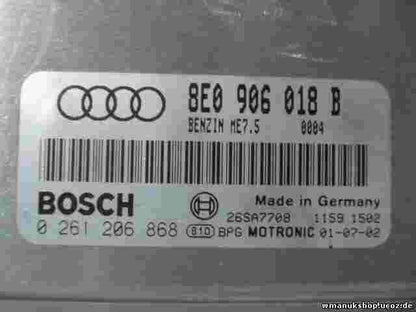 8E0 906 018 B
BENZIN ME7.5 0004
BOSCH
Made in Germany
26SA7708 1159 1502
0 261 206 868 810 BPG MOTRONIC 01-07-02
www.wmanukshop.ucoz.de